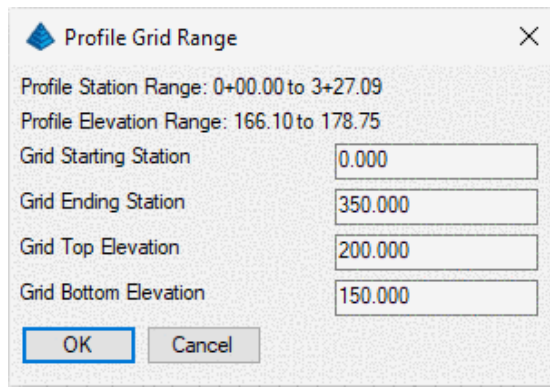 Profile Grid Range
Profile Station Range: 0+00.00 to 3+27.09
Profile Elevation Range: 166.10 to 178.75
Grid Starting Station 0.000
Grid Ending Station 350.000
Grid Top Elevation 200.000
Grid Bottom Elevation 150.000
OK Cancel